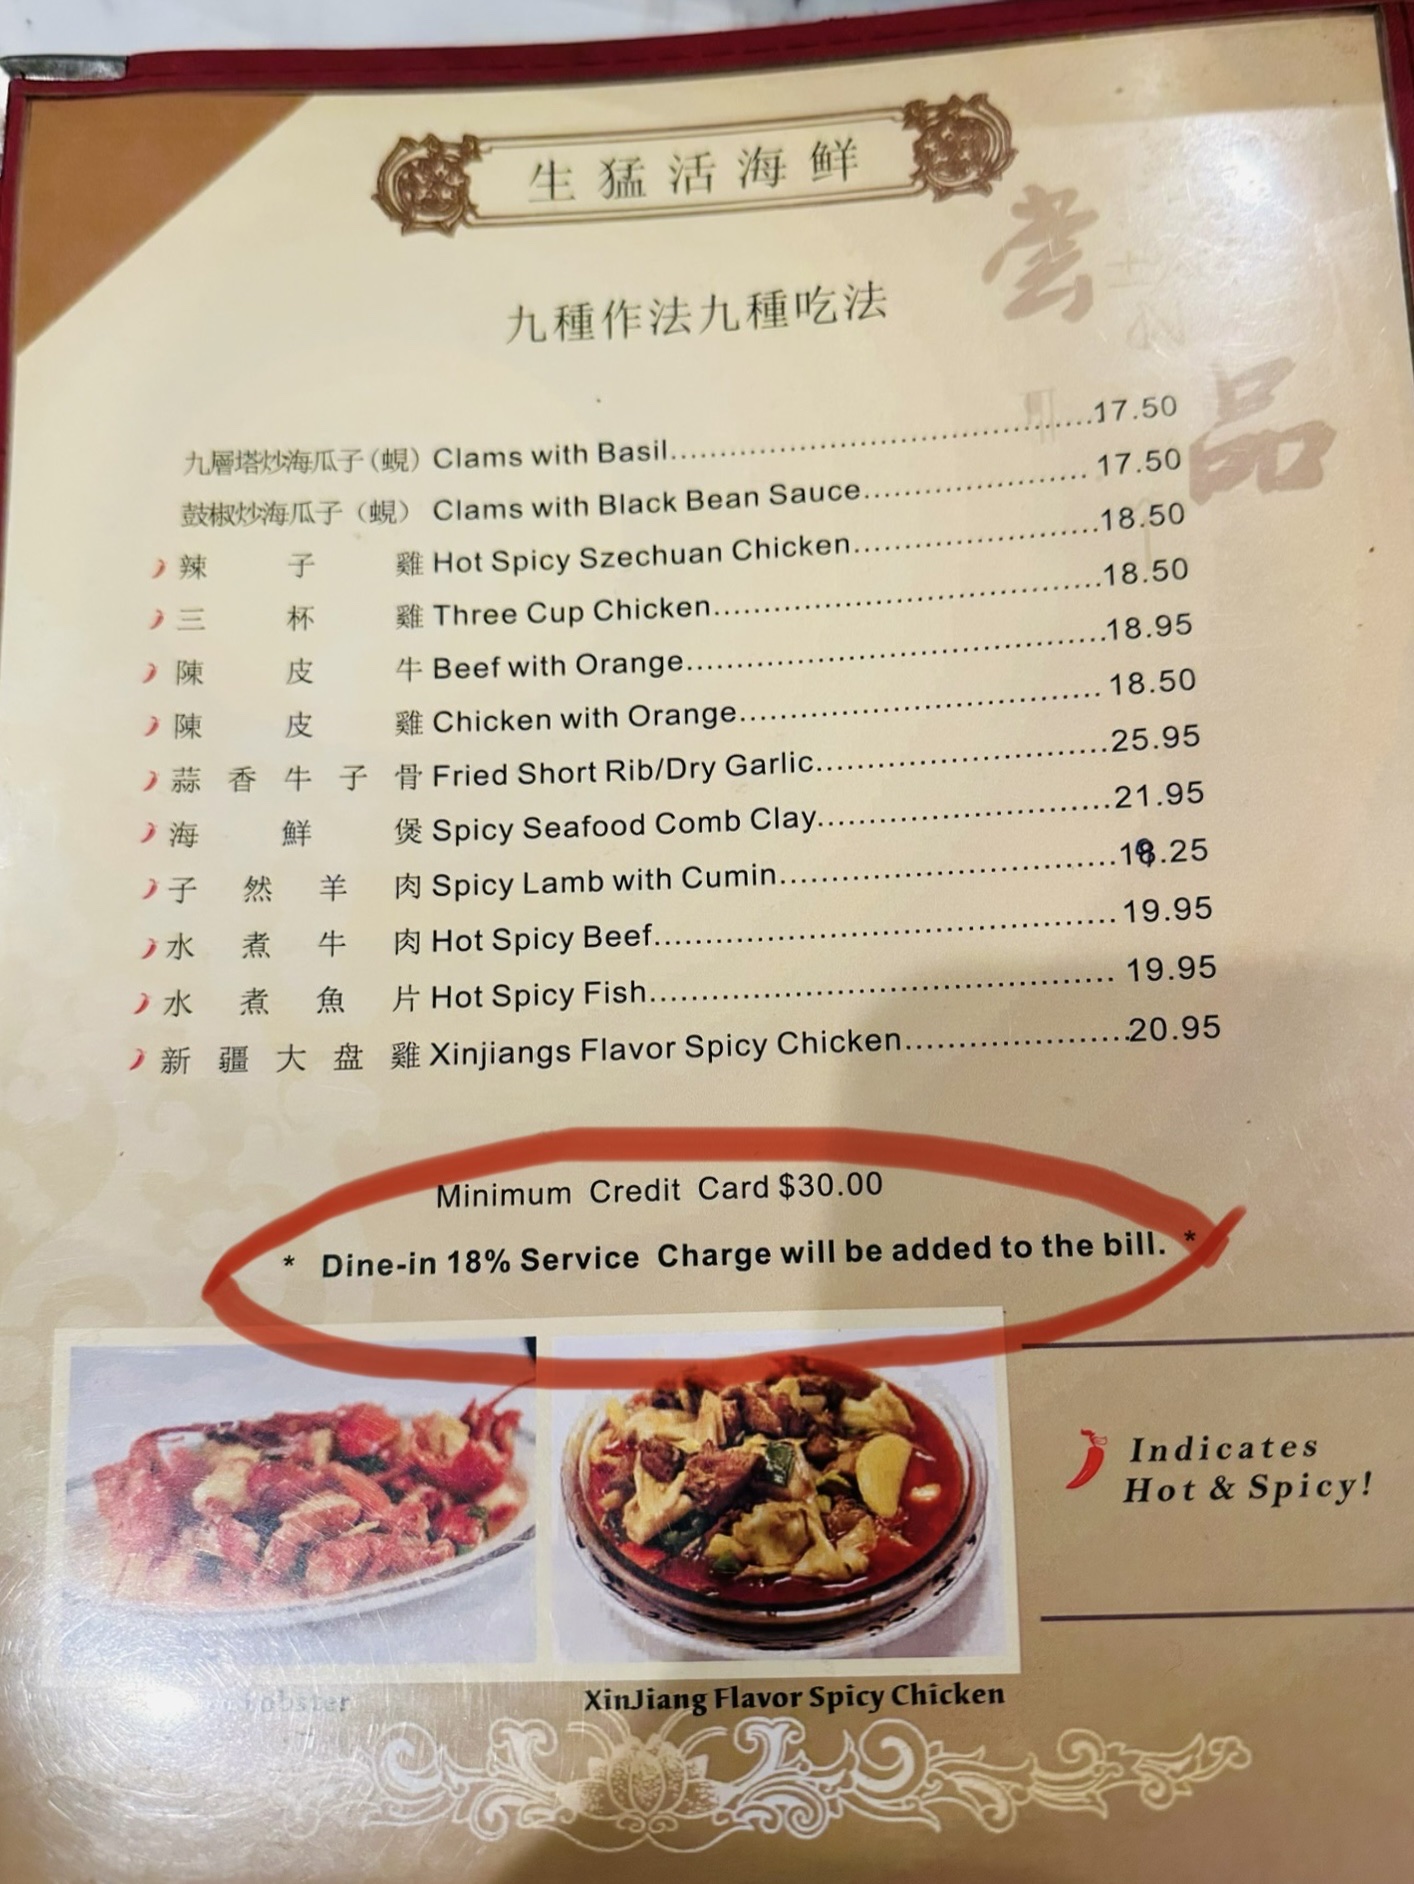 生猛活海鮮
九種作法九種吃法
嘗
品
九層塔炒海瓜子(蜆) Clams with Basil 17.50
鼓椒炒海瓜子(蜆) Clams with Black Bean Sauce 17.50
辣子雞 Hot Spicy Szechuan Chicken 18.50
三杯雞 Three Cup Chicken 18.50
陳皮牛 Beef with Orange 18.95
陳皮雞 Chicken with Orange 18.50
蒜香牛子骨 Fried Short Rib/Dry Garlic 25.95
海鮮煲 Spicy Seafood Comb Clay 21.95
子然羊肉 Spicy Lamb with Cumin 19.25
水煮牛肉 Hot Spicy Beef 19.95
水煮魚片 Hot Spicy Fish 19.95
新疆大盘雞 Xinjiangs Flavor Spicy Chicken 20.95
Minimum Credit Card $30.00
* Dine-in 18% Service Charge will be added to the bill. *
Indicates
Hot & Spicy!
Lobster
XinJiang Flavor Spicy Chicken